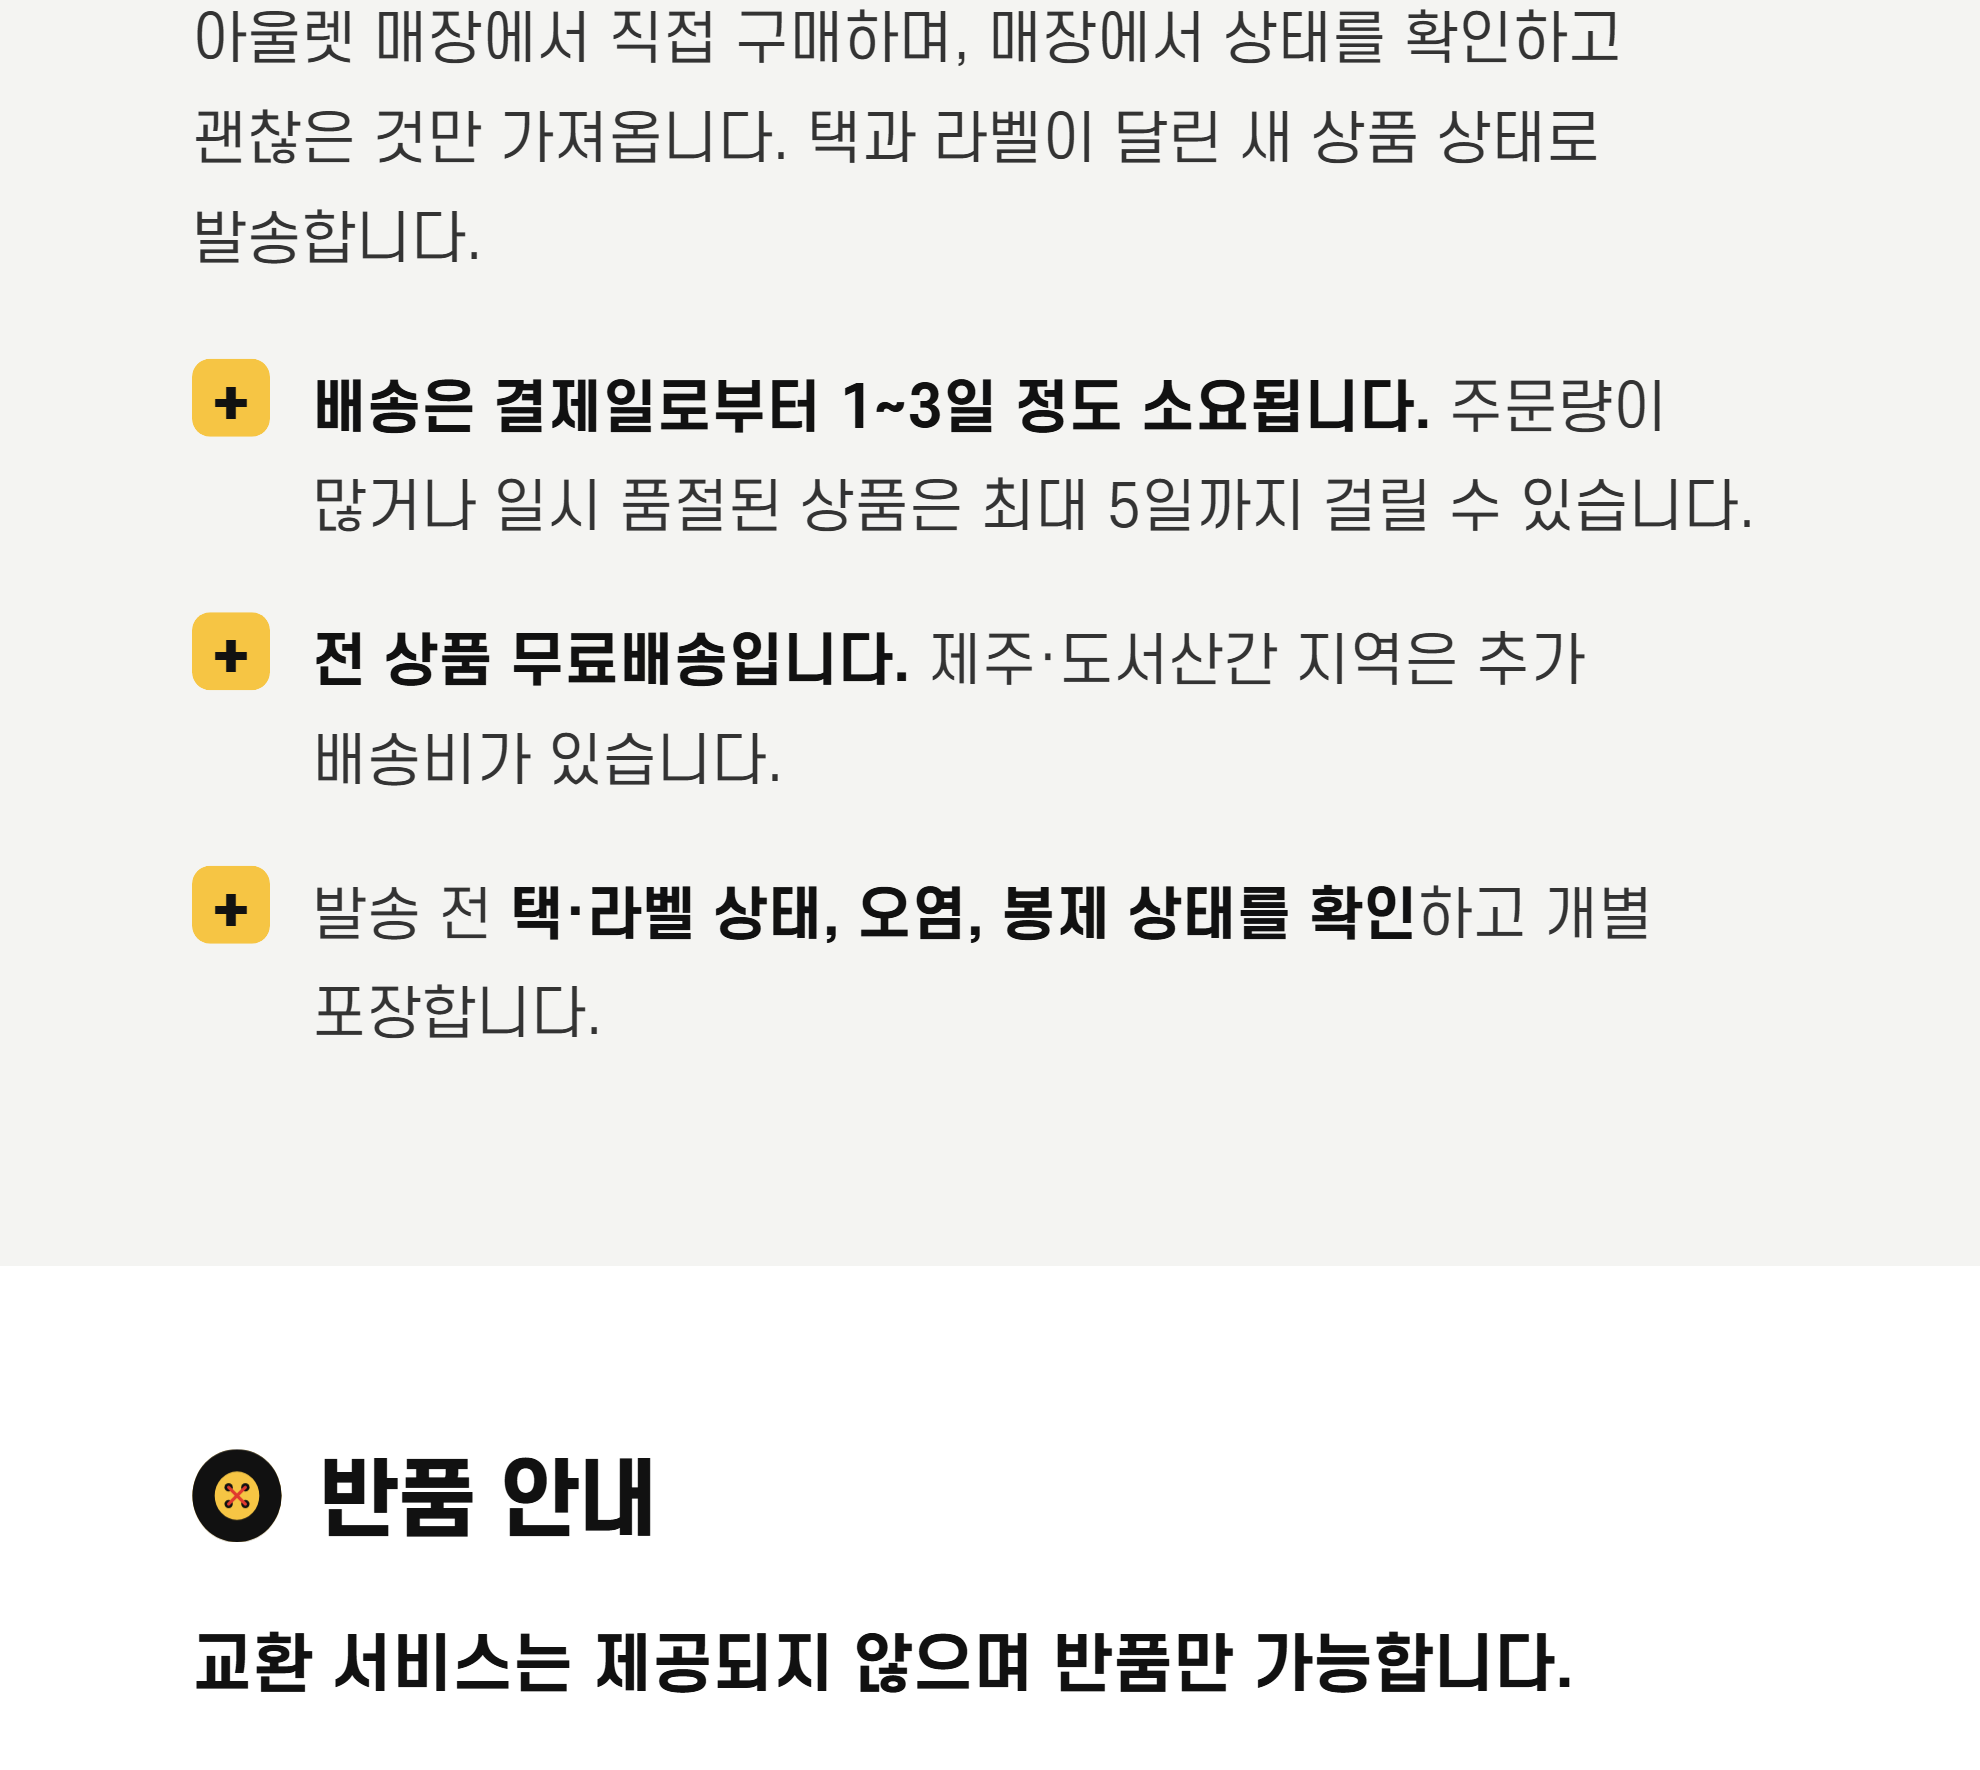 아울렛 매장에서 직접 구매하며, 매장에서 상태를 확인하고
괜찮은 것만 가져옵니다. 택과 라벨이 달린 새 상품 상태로
발송합니다.
+ 배송은 결제일로부터 1~3일 정도 소요됩니다. 주문량이
많거나 일시 품절된 상품은 최대 5일까지 걸릴 수 있습니다.
+ 전 상품 무료배송입니다. 제주·도서산간 지역은 추가
배송비가 있습니다.
+ 발송 전 택·라벨 상태, 오염, 봉제 상태를 확인하고 개별
포장합니다.
반품 안내
교환 서비스는 제공되지 않으며 반품만 가능합니다.